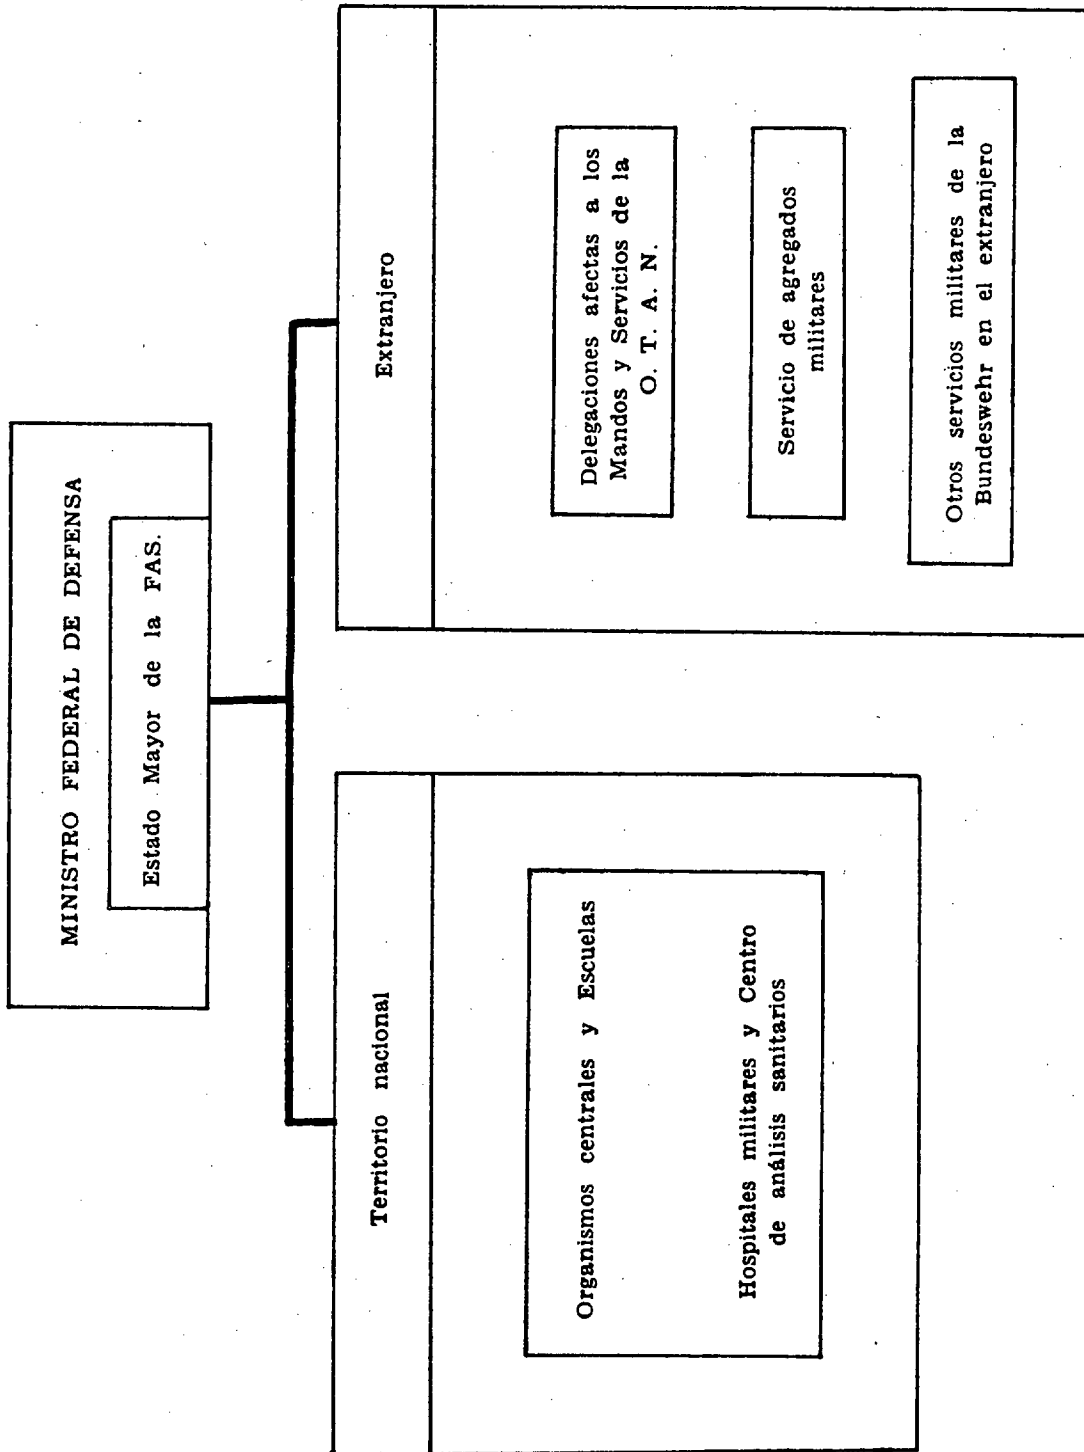 MINISTRO FEDERAL DE DEFENSA
Estado Mayor de la FAS.
Territorio nacional
Organismos centrales y Escuelas
Hospitales militares y Centro
de análisis sanitarios
Extranjero
Delegaciones afectas a los
Mandos y Servicios de la
O. T. A. N.
Servicio de agregados
militares
Otros servicios militares de la
Bundeswehr en el extranjero